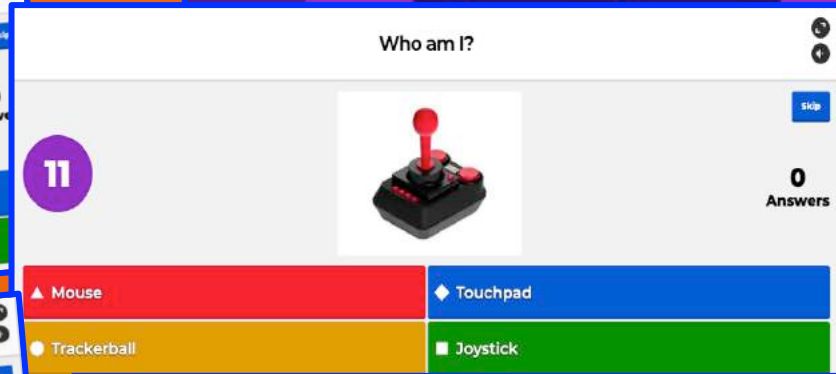 Who am I?
Skip
11
0
Answers
Mouse
Touchpad
Trackerball
Joystick